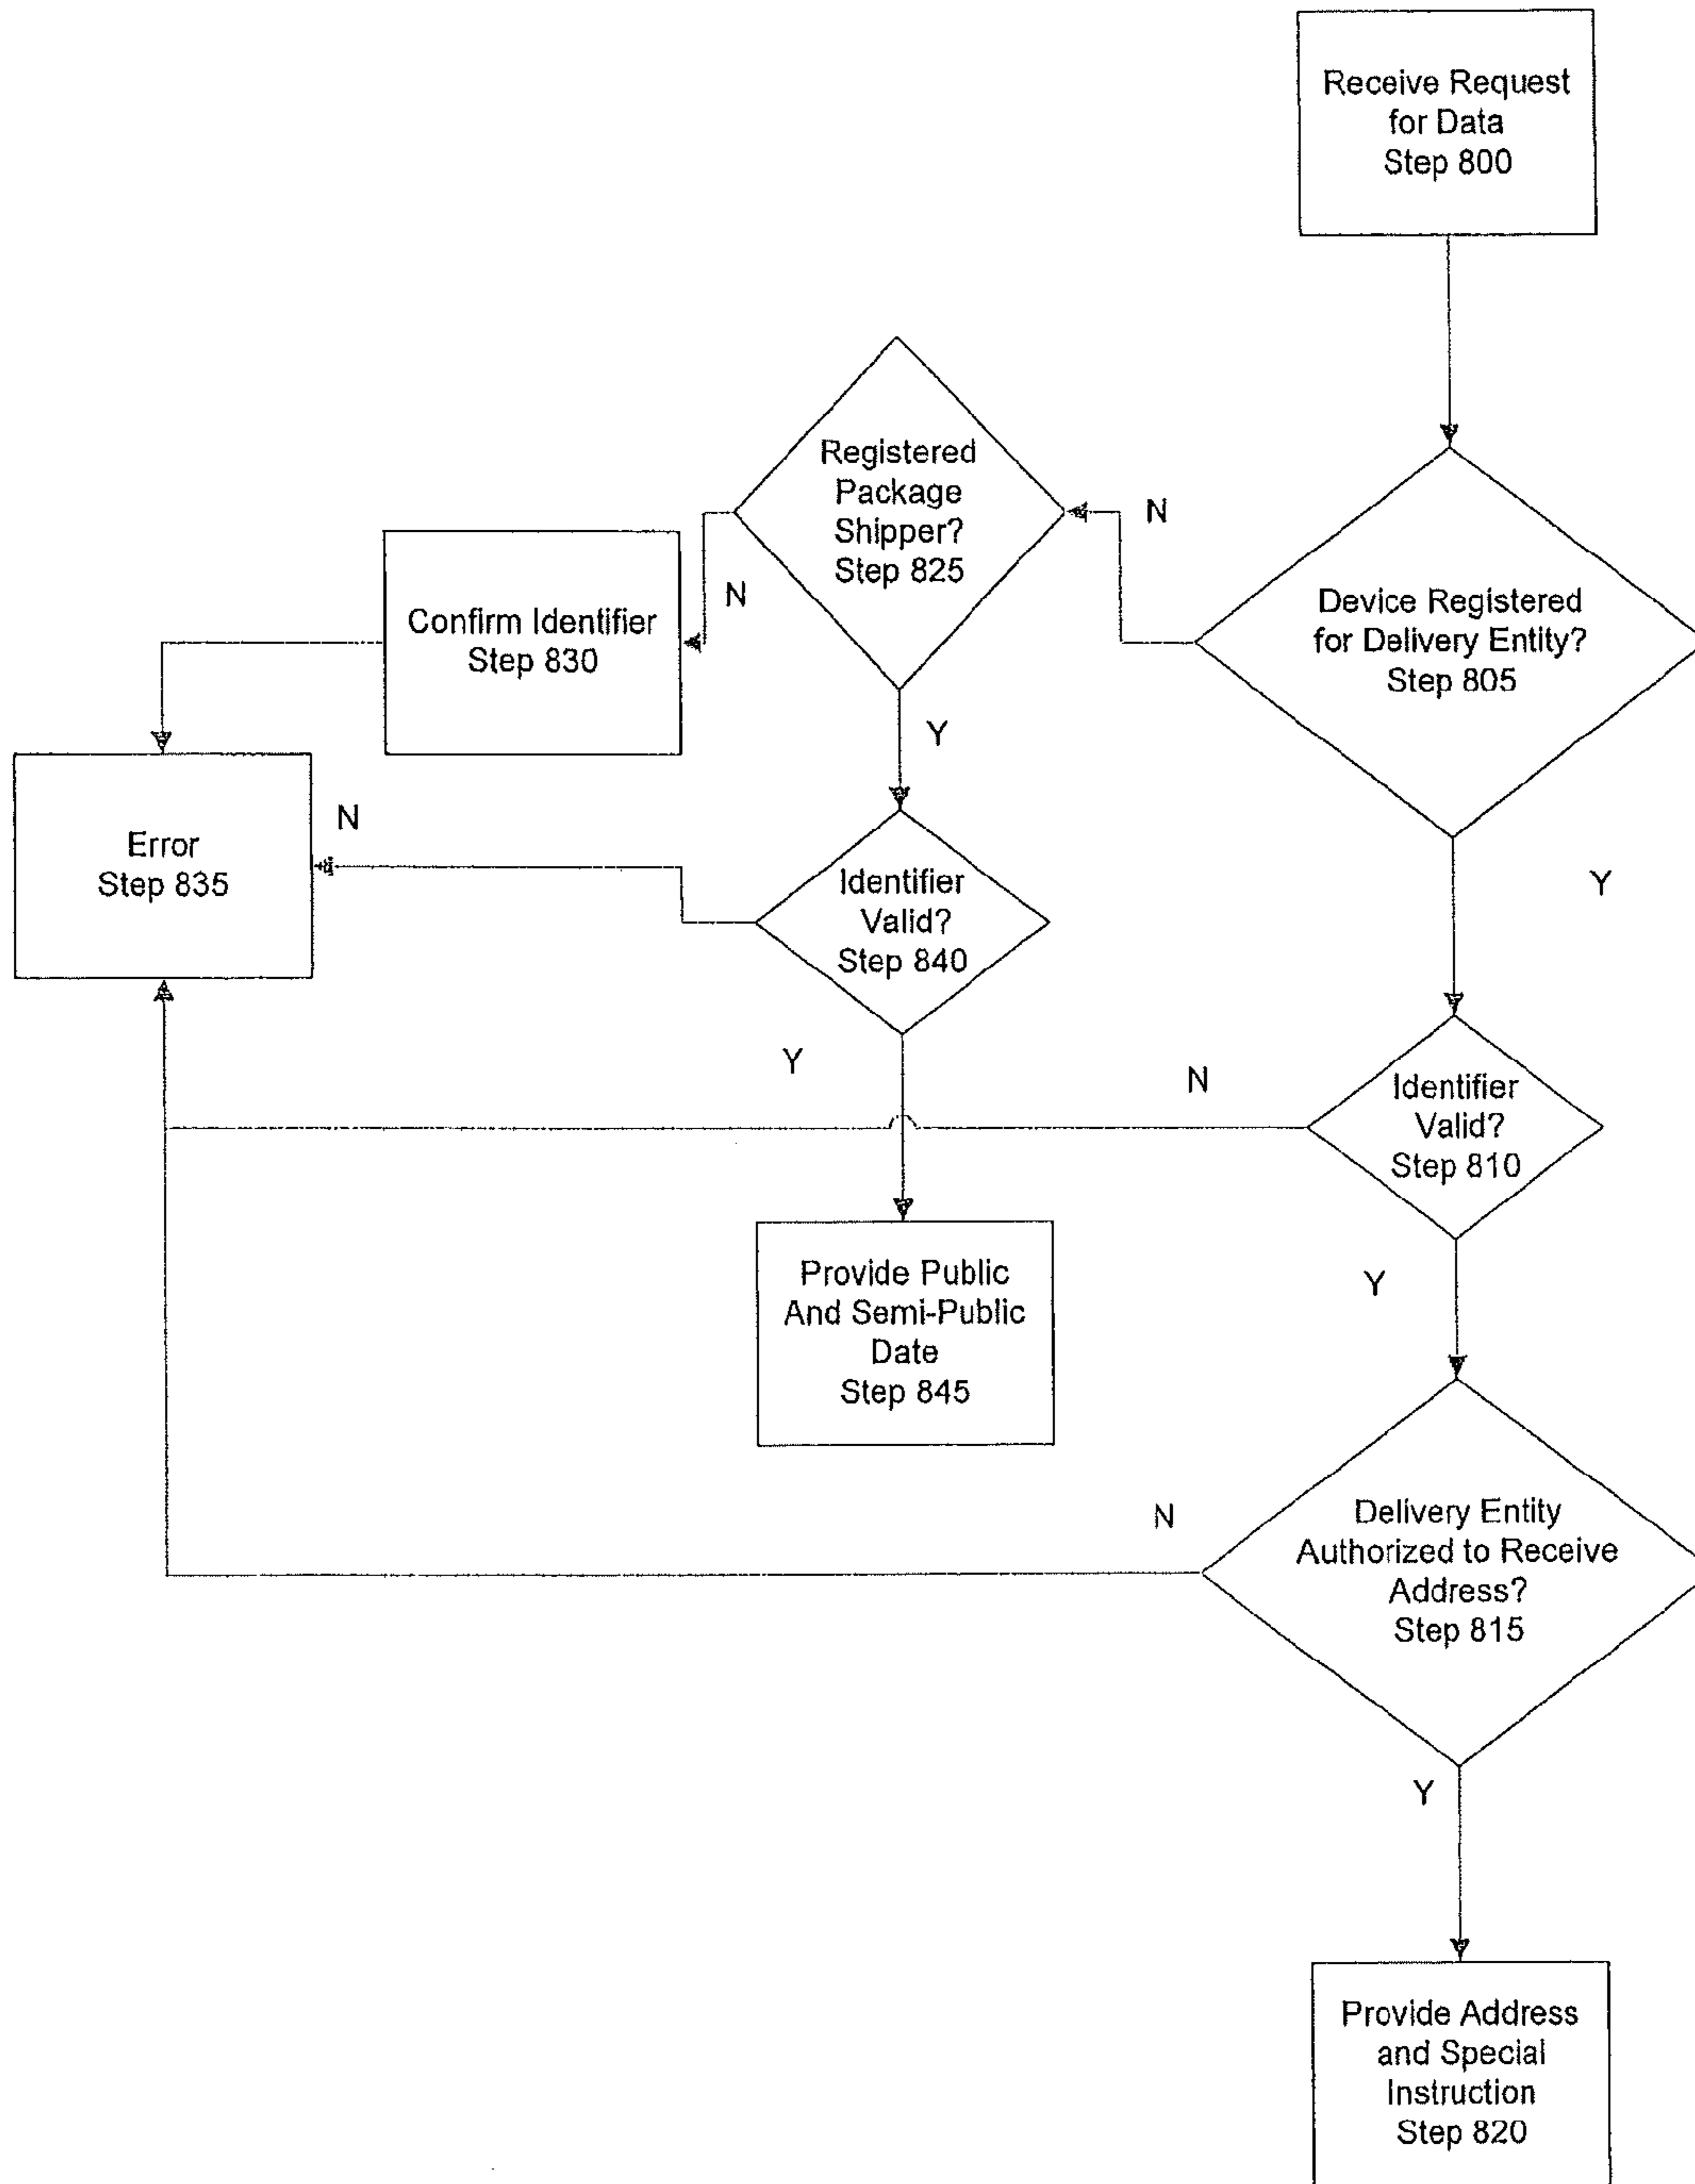 Receive Request
for Data
Step 800
Registered
Package
Shipper?
Step 825
N
Device Registered
for Delivery Entity?
Step 805
N
Confirm Identifier
Step 830
Y
N
Error
Step 835
Identifier
Valid?
Step 840
Y
Y
N
Identifier
Valid?
Step 810
Provide Public
And Semi-Public
Date
Step 845
Y
N
Delivery Entity
Authorized to Receive
Address?
Step 815
Y
Provide Address
and Special
Instruction
Step 820